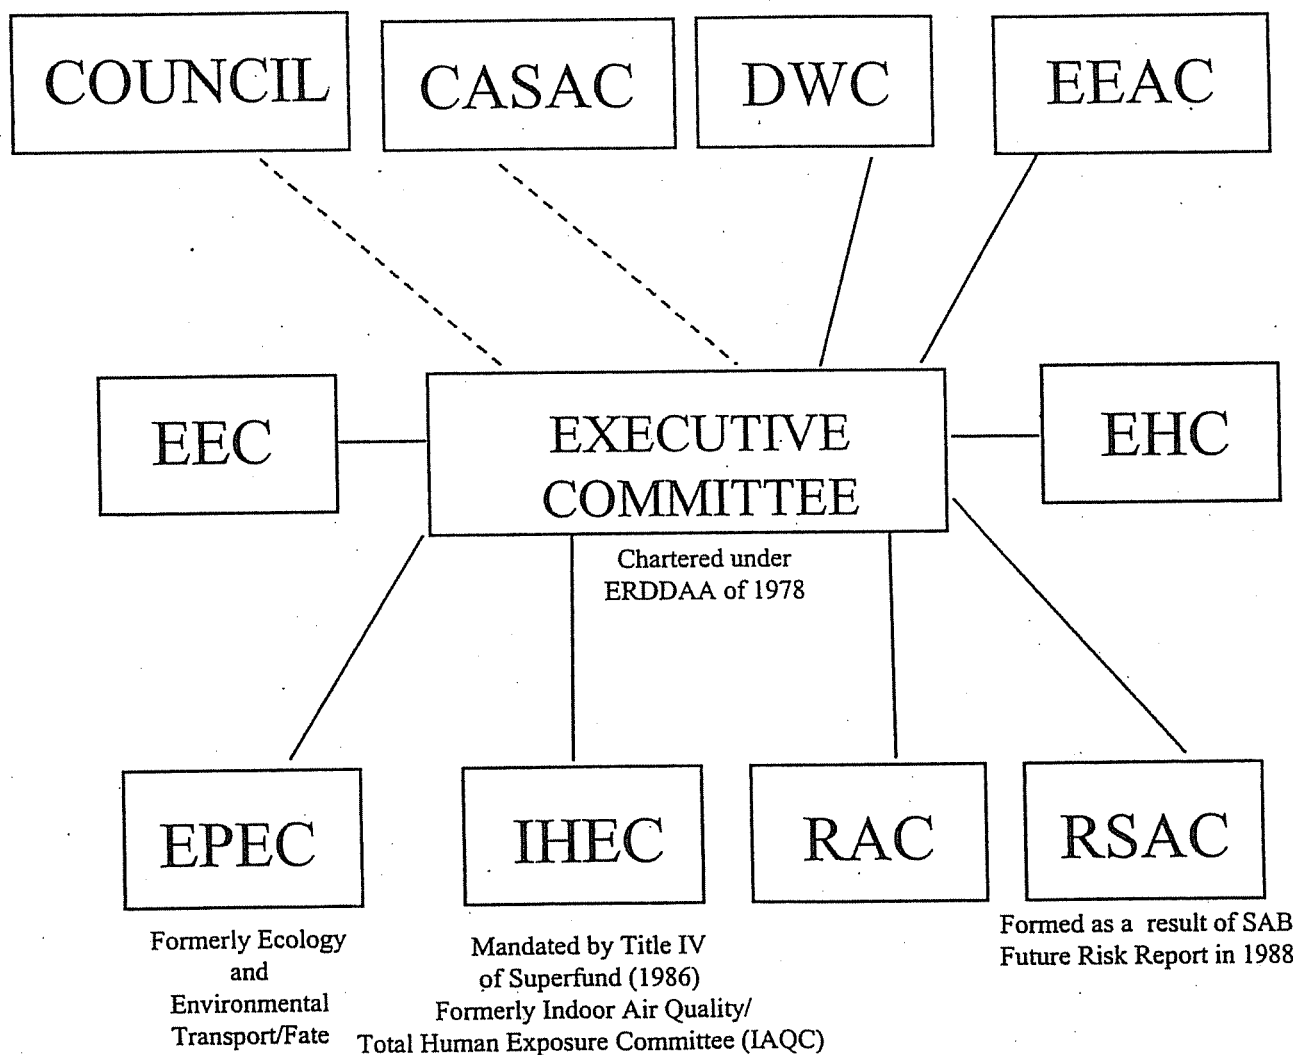 COUNCIL
CASAC
DWC
EEAC
EEC
EXECUTIVE
COMMITTEE
EHC
Chartered under
ERDDAA of 1978
EPEC
IHEC
RAC
RSAC
Formerly Ecology
and
Environmental
Transport/Fate
Mandated by Title IV
of Superfund (1986)
Formerly Indoor Air Quality/
Total Human Exposure Committee (IAQC)
Formed as a result of SAB
Future Risk Report in 1988